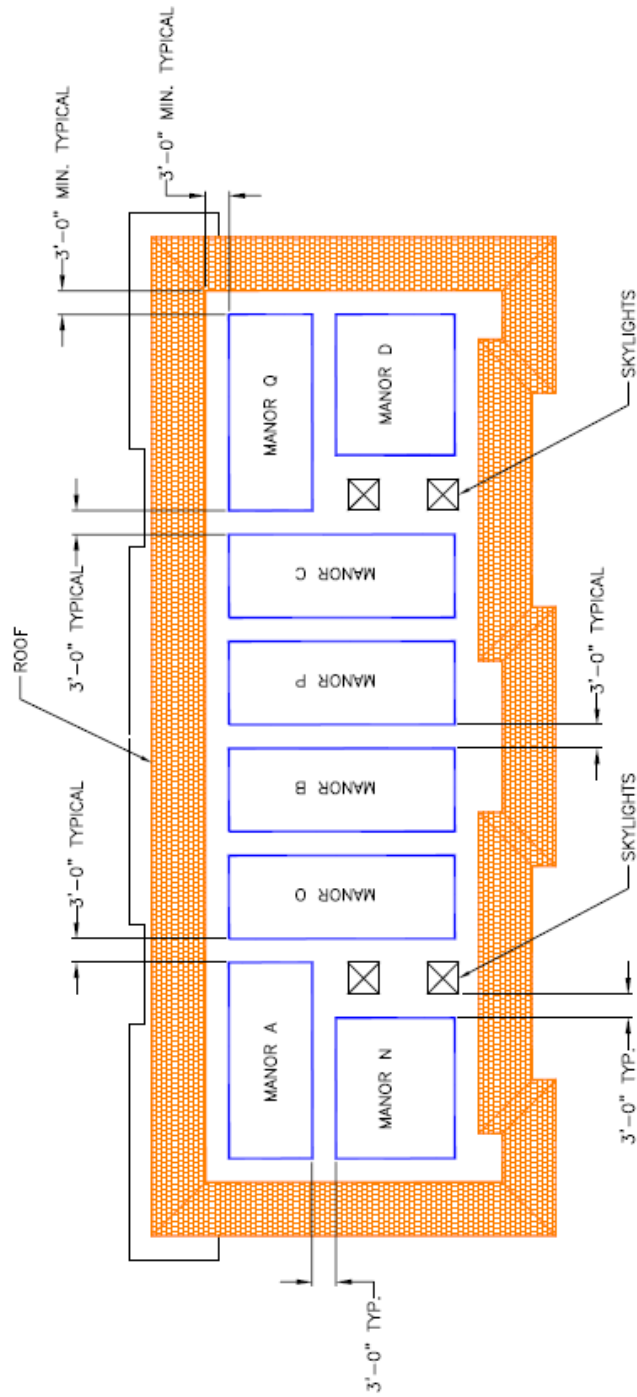 3'-0" TYPICAL
ROOF
3'-0" TYPICAL
3'-0" MIN. TYPICAL
3'-0" MIN. TYPICAL
MANOR A
MANOR N
MANOR O
MANOR B
MANOR P
MANOR C
MANOR Q
MANOR D
3'-0" TYP.
3'-0" TYP.
SKYLIGHTS
3'-0" TYPICAL
SKYLIGHTS